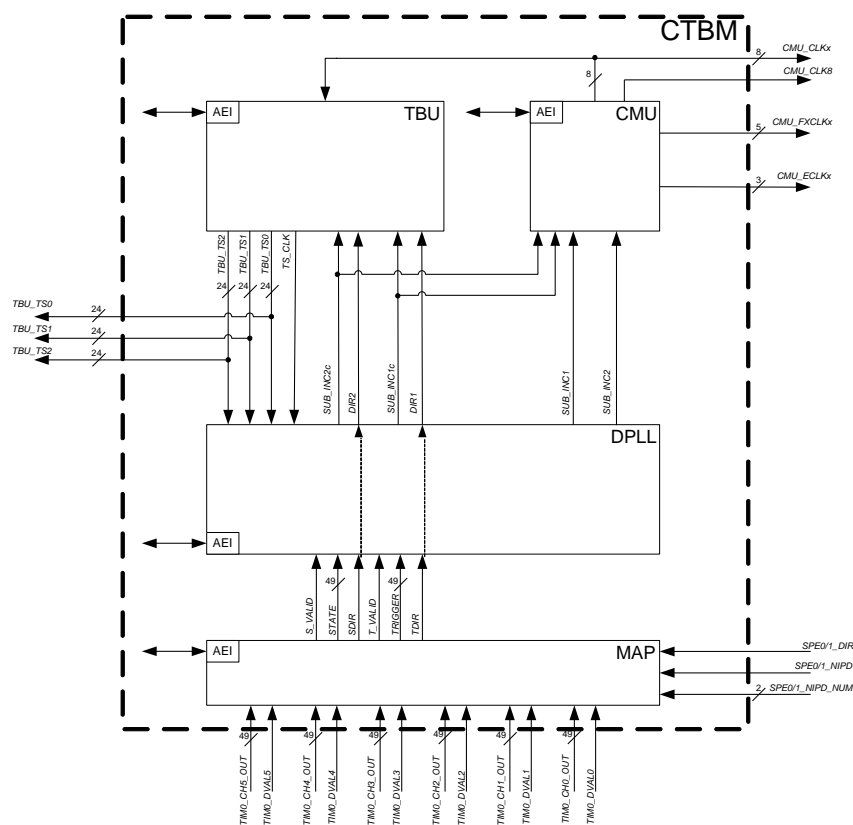 CTBM
8
CMU_CLKx
8
CMU_CLK8
AEI
TBU
AEI
CMU
5
CMU_FXCLKx
3
CMU_ECLKx
TBU_TS2
TBU_TS1
TBU_TS0
TS_CLK
24
24
24
TBU_TS0
24
TBU_TS1
24
TBU_TS2
24
SUB_INC2c
DIR2
SUB_INC1c
DIR1
SUB_INC1
SUB_INC2
DPLL
AEI
S_VALID
STATE
49
SDIR
T_VALID
TRIGGER
49
TDIR
AEI
MAP
SPE0/1_DIR
SPE0/1_NIPD
2
SPE0/1_NIPD_NUM
49
49
49
49
49
49
TIM0_CH5_OUT
TIM0_DVAL5
TIM0_CH4_OUT
TIM0_DVAL4
TIM0_CH3_OUT
TIM0_DVAL3
TIM0_CH2_OUT
TIM0_DVAL2
TIM0_CH1_OUT
TIM0_DVAL1
TIM0_CH0_OUT
TIM0_DVAL0